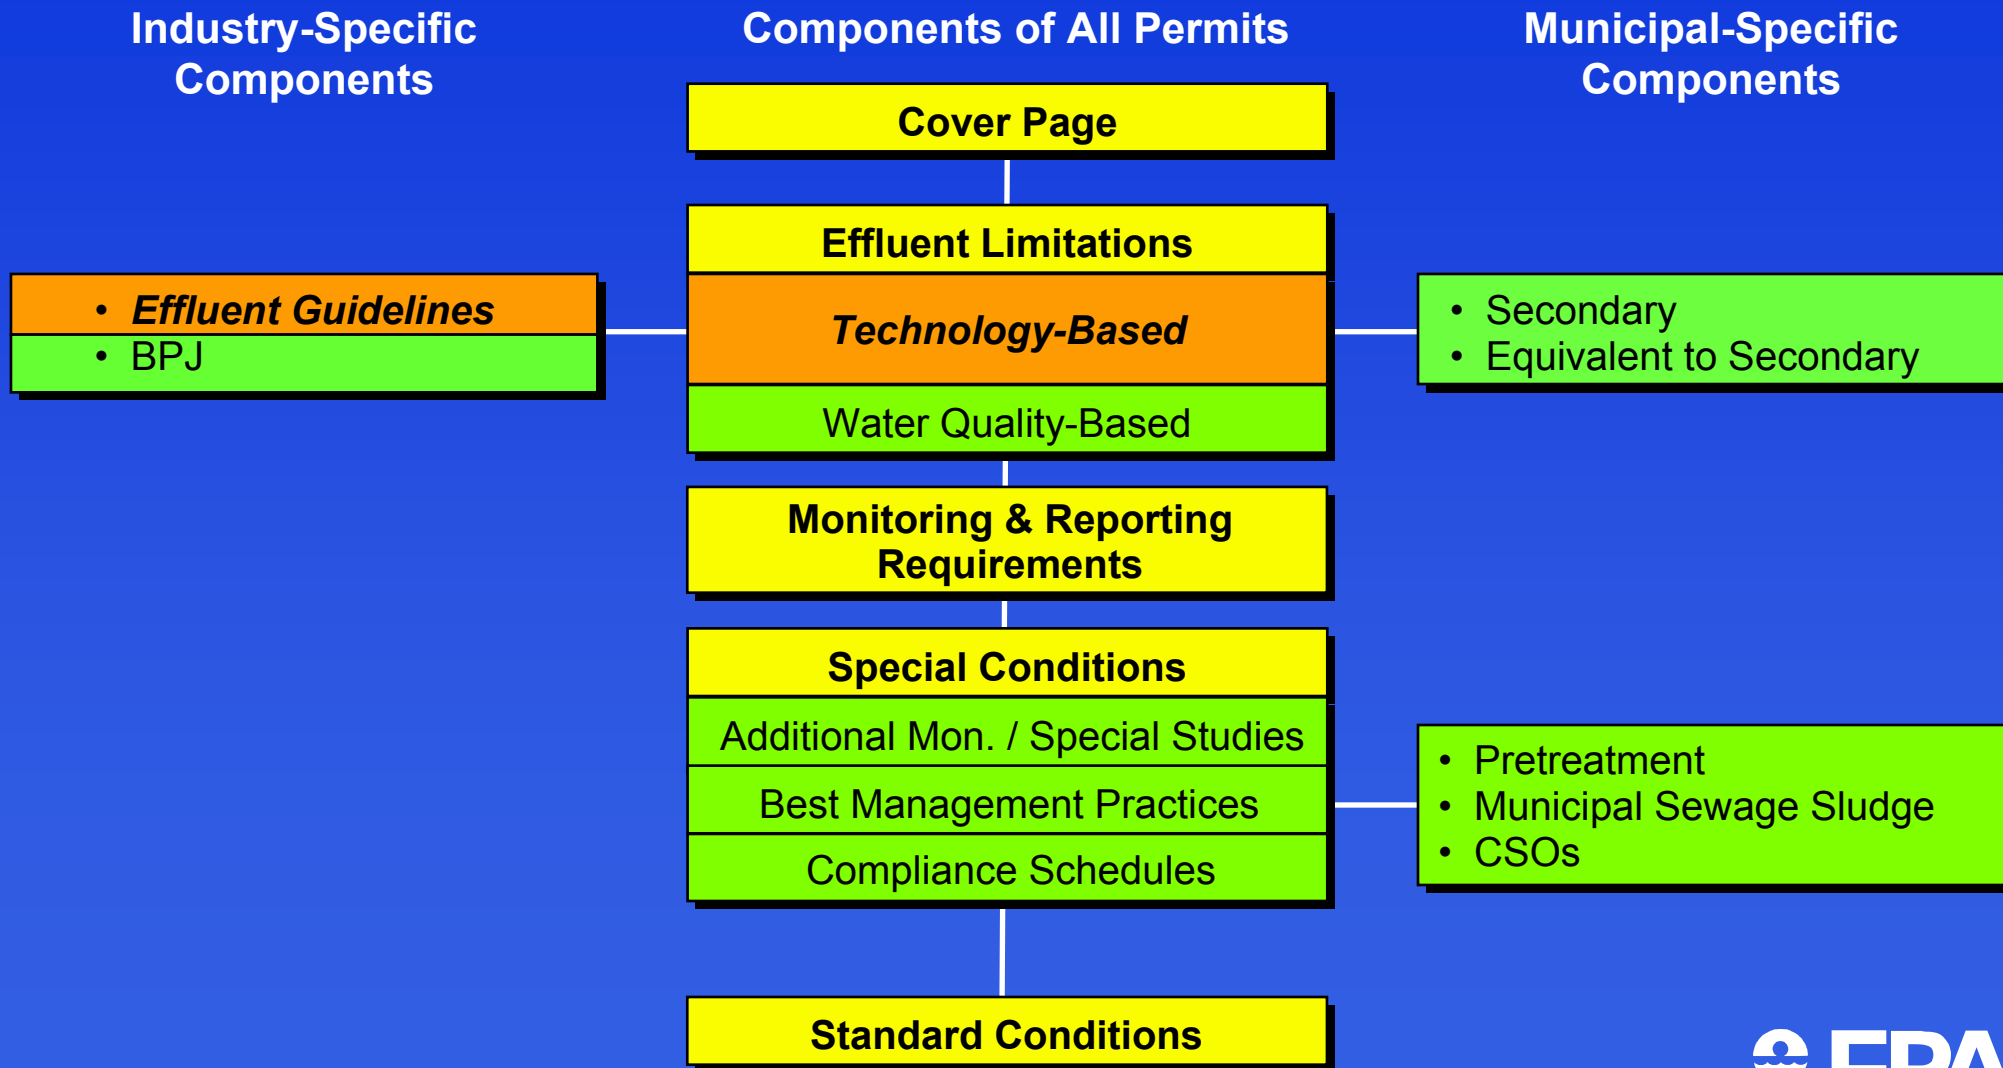 Industry-Specific
Components
Components of All Permits
Municipal-Specific
Components
Cover Page
Effluent Limitations
Technology-Based
Water Quality-Based
• Effluent Guidelines
• BPJ
• Secondary
• Equivalent to Secondary
Monitoring & Reporting
Requirements
Special Conditions
Additional Mon. / Special Studies
Best Management Practices
Compliance Schedules
• Pretreatment
• Municipal Sewage Sludge
• CSOs
Standard Conditions
EPA